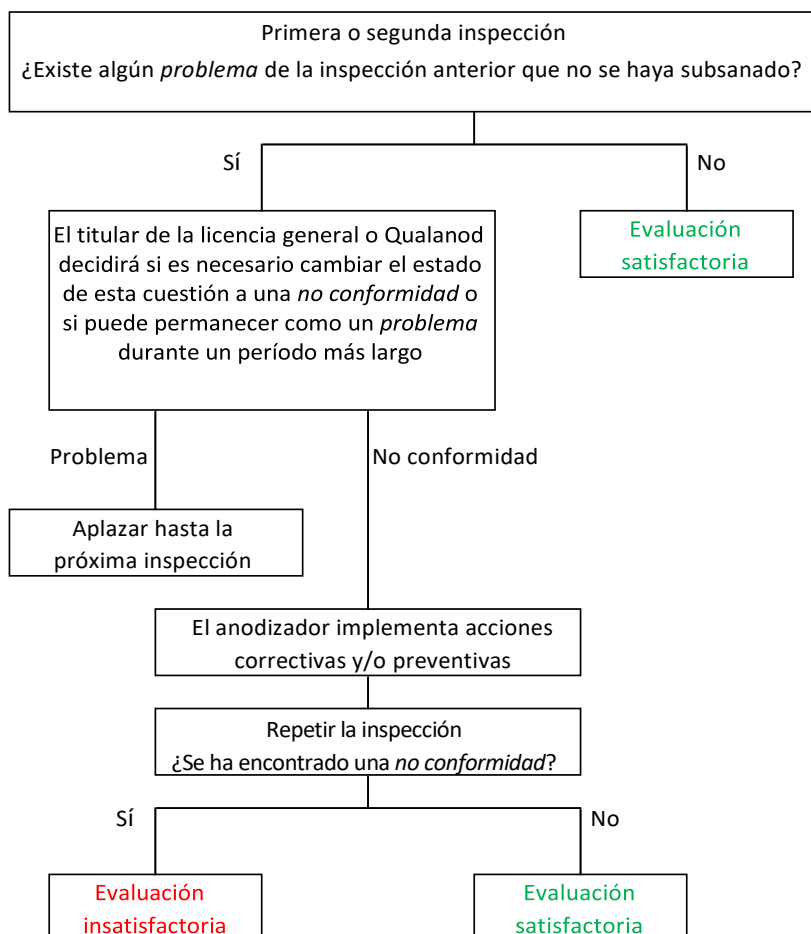 Primera o segunda inspección
¿Existe algún problema de la inspección anterior que no se haya subsanado?
Sí
No
El titular de la licencia general o Qualanod
decidirá si es necesario cambiar el estado
de esta cuestión a una no conformidad o
si puede permanecer como un problema
durante un período más largo
Evaluación
satisfactoria
Problema
No conformidad
Aplazar hasta la
próxima inspección
El anodizador implementa acciones
correctivas y/o preventivas
Repetir la inspección
¿Se ha encontrado una no conformidad?
Sí
No
Evaluación
insatisfactoria
Evaluación
satisfactoria